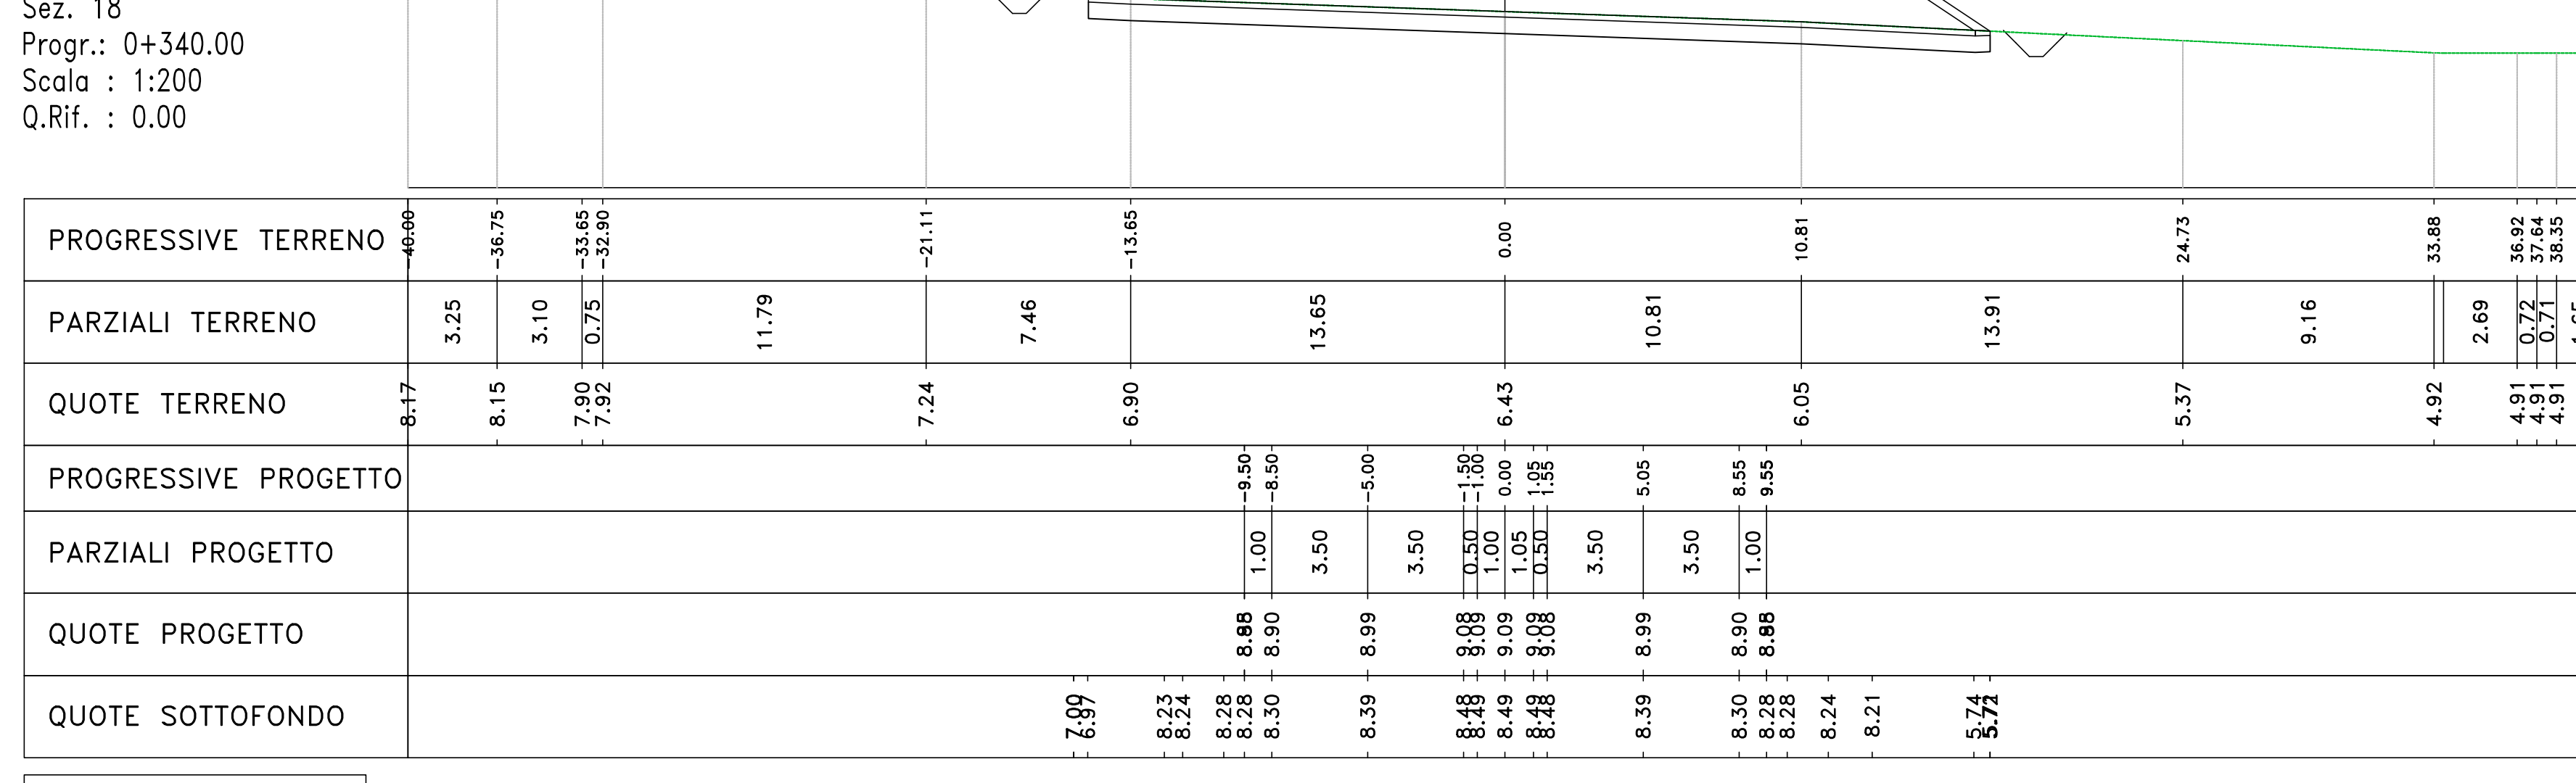 Sez. 18
Progr.: 0+340.00
Scala : 1:200
Q.Rif. : 0.00
PROGRESSIVE TERRENO -40.00 -36.75 -33.65 -32.90 -21.11 -13.65 0.00 10.81 24.73 33.88 36.92 37.64 38.35
PARZIALI TERRENO 3.25 3.10 0.75 11.79 7.46 13.65 10.81 13.91 9.16 2.69 0.72 0.71
QUOTE TERRENO 8.17 8.15 7.90 7.92 7.24 6.90 6.43 6.05 5.37 4.92 4.91 4.91 4.91
PROGRESSIVE PROGETTO -9.50 -8.50 -5.00 -1.50 -1.00 0.00 1.05 1.55 5.05 8.55 9.55
PARZIALI PROGETTO 1.00 3.50 3.50 0.50 1.00 1.05 0.50 3.50 3.50 1.00
QUOTE PROGETTO 8.90 8.99 9.08 9.09 9.09 9.09 9.08 8.99 8.90
QUOTE SOTTOFONDO 7.00 6.97 8.23 8.24 8.28 8.28 8.30 8.39 8.48 8.49 8.49 8.49 8.48 8.39 8.30 8.28 8.28 8.24 8.21 5.74